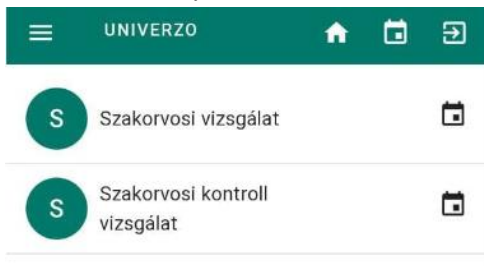 UNIVERZO
S
Szakorvosi vizsgálat
S
Szakorvosi kontroll
vizsgálat